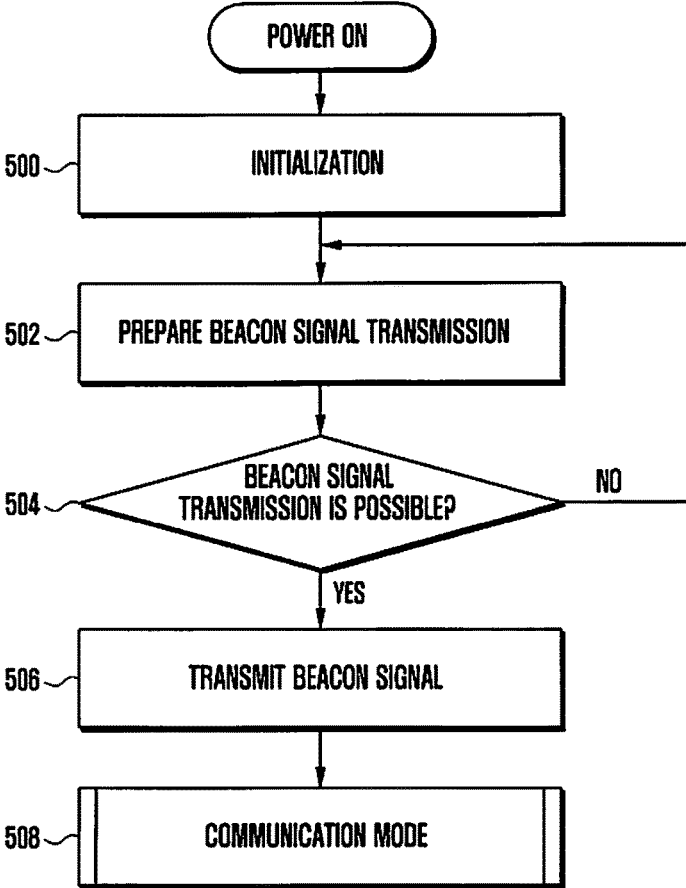 POWER ON
500
INITIALIZATION
502
PREPARE BEACON SIGNAL TRANSMISSION
504
BEACON SIGNAL
TRANSMISSION IS POSSIBLE?
NO
YES
506
TRANSMIT BEACON SIGNAL
508
COMMUNICATION MODE